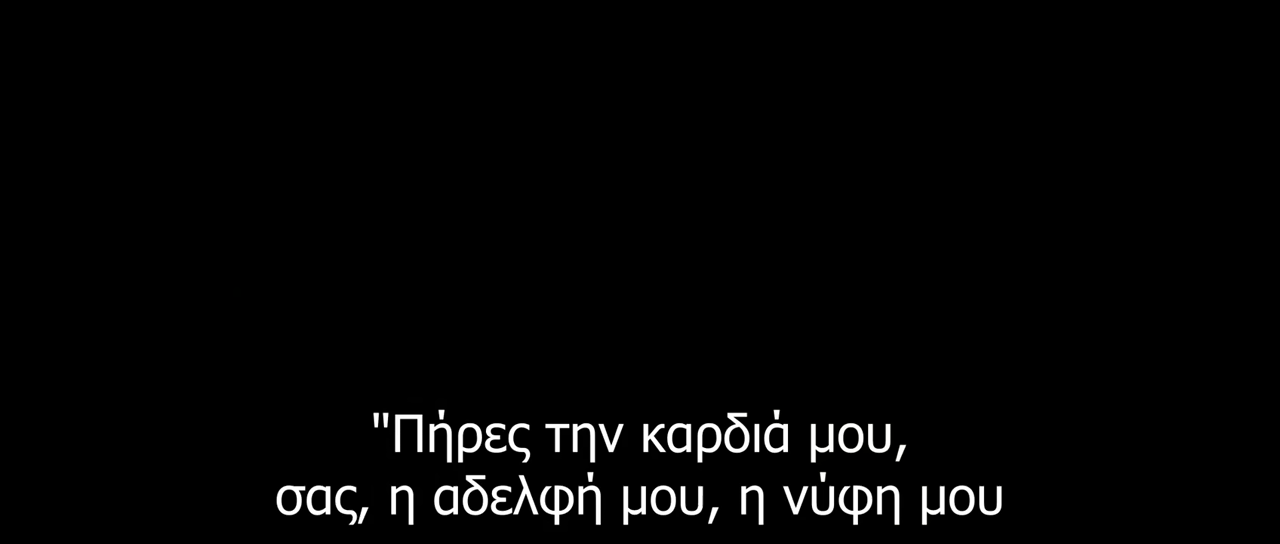 "Πήρες την καρδιά μου,
σας, η αδελφή μου, η νύφη μου